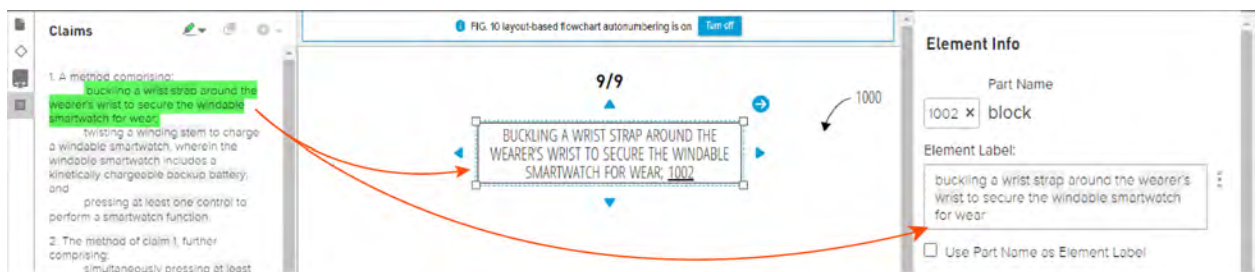 Claims
1. A method comprising:
buckling a wrist strap around the
wearer's wrist to secure the windable
smartwatch for wear;
twisting a winding stem to charge
a windable smartwatch, wherein the
windable smartwatch includes a
kinetically chargeable backup battery;
and
pressing at least one control to
perform a smartwatch function.
2. The method of claim 1, further
comprising:
simultaneously pressing at least
FIG. 10 layout-based flowchart autonumbering is on Turn off
9/9
1000
BUCKLING A WRIST STRAP AROUND THE
WEARER'S WRIST TO SECURE THE WINDABLE
SMARTWATCH FOR WEAR; 1002
Element Info
Part Name
1002 × block
Element Label:
buckling a wrist strap around the wearer's
wrist to secure the windable smartwatch
for wear
Use Part Name as Element Label